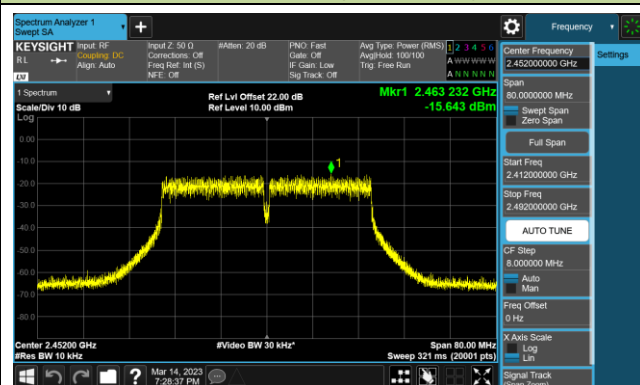 Spectrum Analyzer 1
Swept SA
Frequency
KEYSIGHT
RL
Input: RF
Coupling: DC
Align: Auto
Input Z: 50 Ω
Corrections: Off
Freq Ref: Int (S)
NFE: Off
#Atten: 20 dB
PNO: Fast
Gate: Off
IF Gain: Low
Sig Track: Off
Avg Type: Power (RMS)
Avg|Hold: 100/100
Trig: Free Run
1 2 3 4 5 6
A W W W W W
A N N N N N
1 Spectrum
Scale/Div 10 dB
Log
Ref Lvl Offset 22.00 dB
Ref Level 10.00 dBm
Mkr1 2.463 232 GHz
-15.643 dBm
1
0.00
-10.0
-20.0
-30.0
-40.0
-50.0
-60.0
-70.0
-80.0
Center 2.45200 GHz
#Res BW 10 kHz
#Video BW 30 kHz*
Span 80.00 MHz
Sweep 321 ms (20001 pts)
Mar 14, 2023
7:28:37 PM
Center Frequency
2.452000000 GHz
Settings
Span
80.0000000 MHz
Swept Span
Zero Span
Full Span
Start Freq
2.412000000 GHz
Stop Freq
2.492000000 GHz
AUTO TUNE
CF Step
8.000000 MHz
Auto
Man
Freq Offset
0 Hz
X Axis Scale
Log
Lin
Signal Track
(Span Zoom)